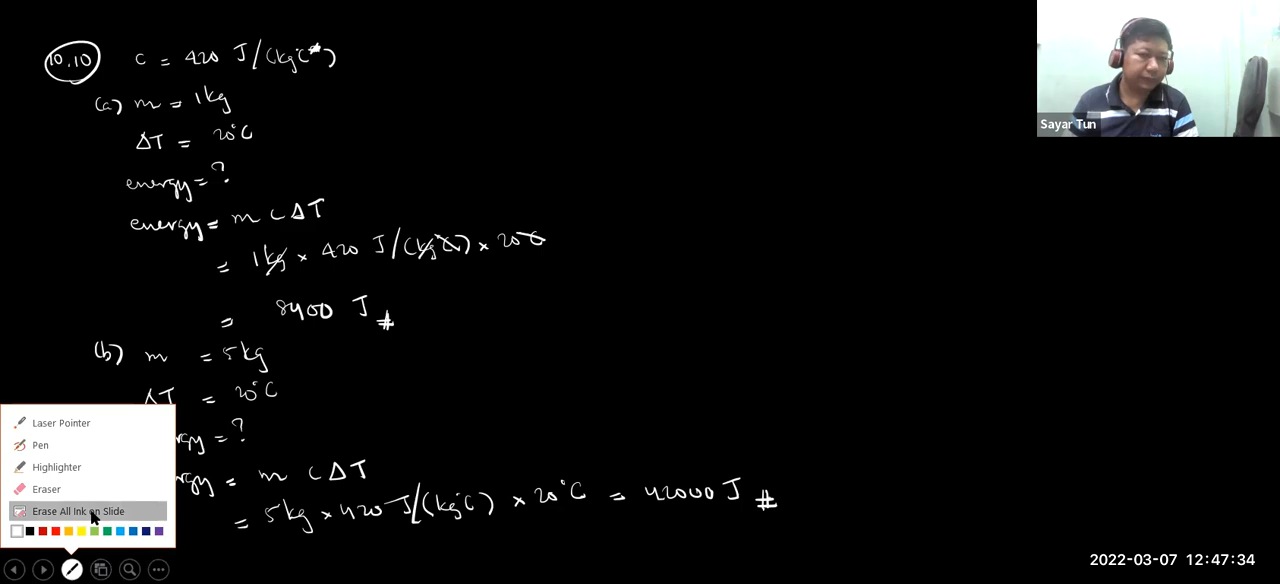 10.10 c = 420 J/(kg°C)
(a) m = 1kg
ΔT = 20°C
energy = ?
energy = m c ΔT
= 1kg × 420 J/(kg°C) × 20°C
= 8400 J #
(b) m = 5kg
ΔT = 20°C
rgy = ?
rgy = m c ΔT
= 5kg × 420 J/(kg°C) × 20°C = 42000 J #
Sayar Tun
Laser Pointer
Pen
Highlighter
Eraser
Erase All Ink on Slide
2022-03-07 12:47:34